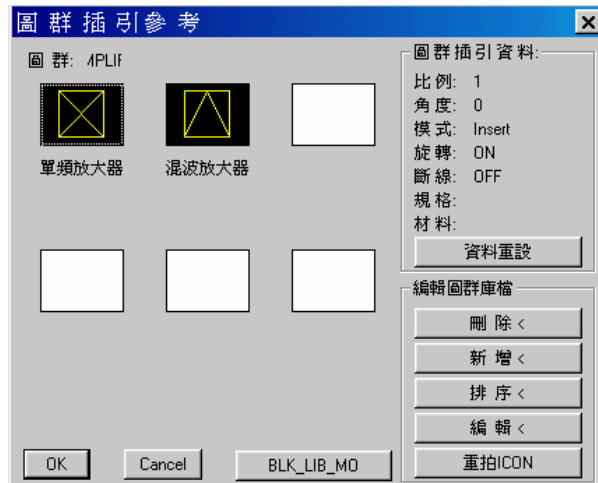 圖群插引參考
圖 群:
單頻放大器
混波放大器
OK
Cancel
BLK_LIB_MO
圖群插引資料:
比例: 1
角度: 0
模式: Insert
旋轉: ON
斷線: OFF
規格:
材料:
資料重設
編輯圖群庫檔
刪 除 <
新 增 <
排 序 <
編 輯 <
重拍ICON